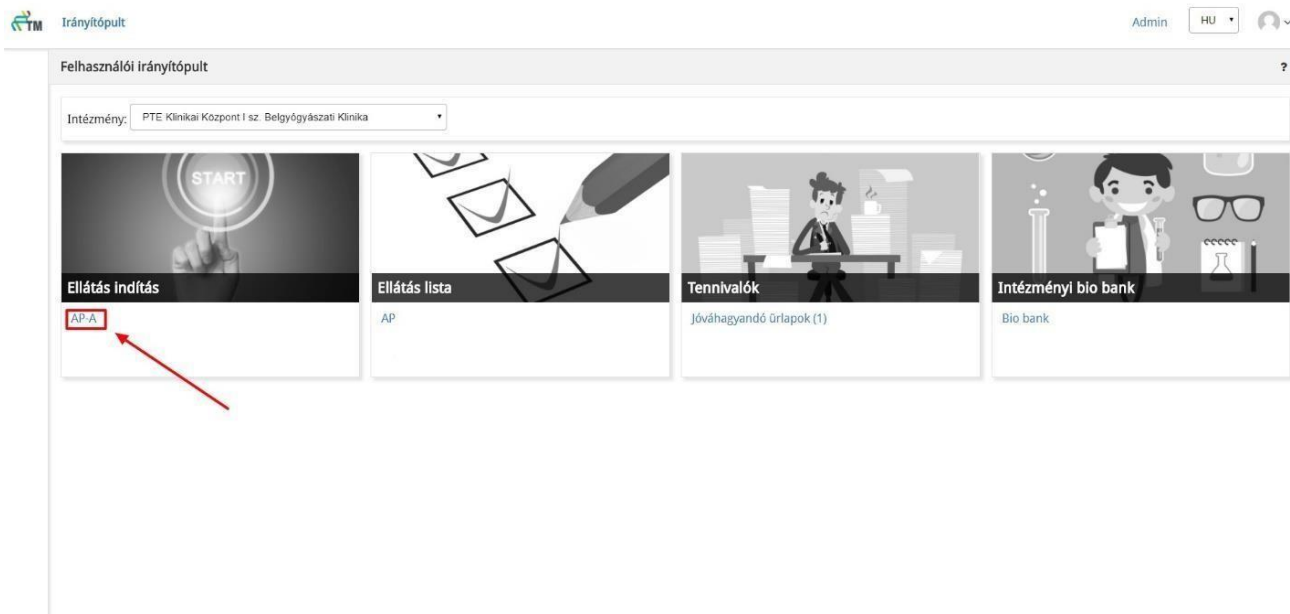 TM Irányítópult Admin HU
Felhasználói irányítópult ?
Intézmény: PTE Klinikai Központ I sz. Belgyógyászati Klinika
START
Ellátás indítás
AP-A
Ellátás lista
AP
Tennivalók
Jóváhagyandó űrlapok (1)
Intézményi bio bank
Bio bank